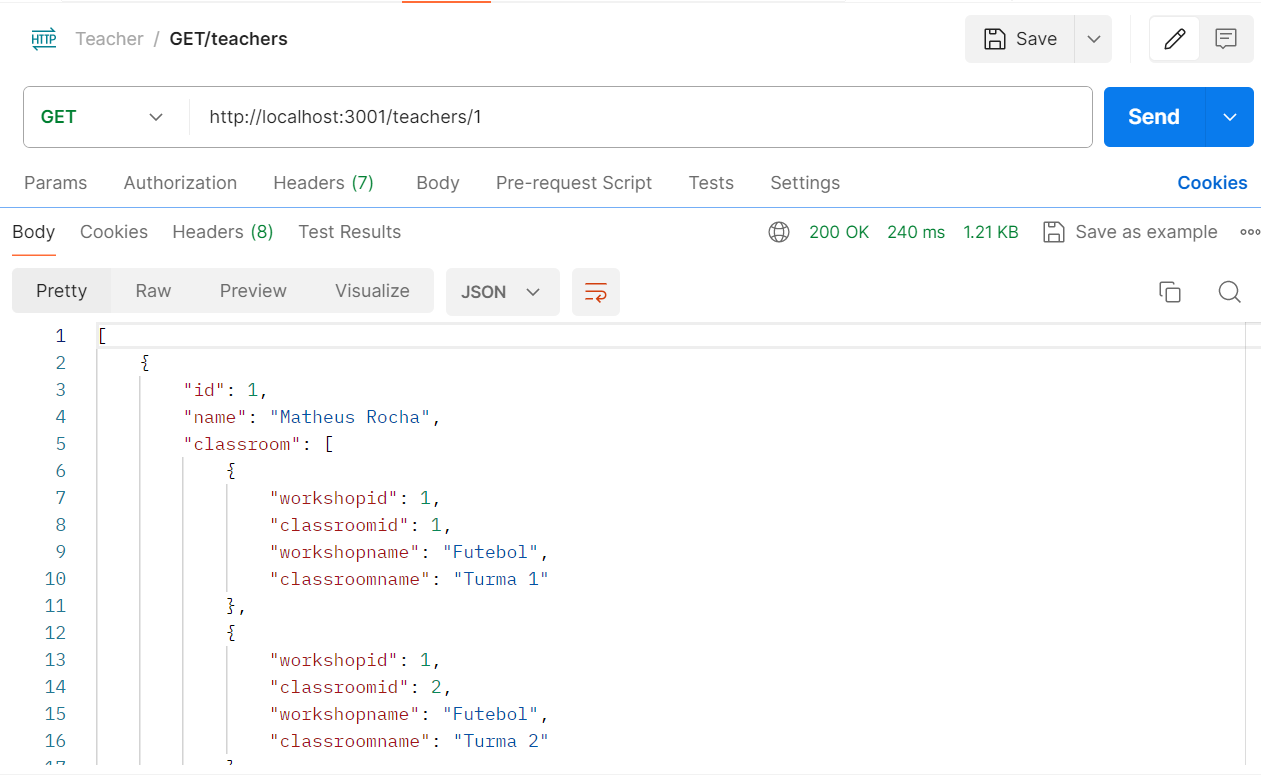 HTTP Teacher / GET/teachers Save
GET http://localhost:3001/teachers/1 Send
Params Authorization Headers (7) Body Pre-request Script Tests Settings Cookies
Body Cookies Headers (8) Test Results 200 OK 240 ms 1.21 KB Save as example
Pretty Raw Preview Visualize JSON
1 [
2 {
3 "id": 1,
4 "name": "Matheus Rocha",
5 "classroom": [
6 {
7 "workshopid": 1,
8 "classroomid": 1,
9 "workshopname": "Futebol",
10 "classroomname": "Turma 1"
11 },
12 {
13 "workshopid": 1,
14 "classroomid": 2,
15 "workshopname": "Futebol",
16 "classroomname": "Turma 2"